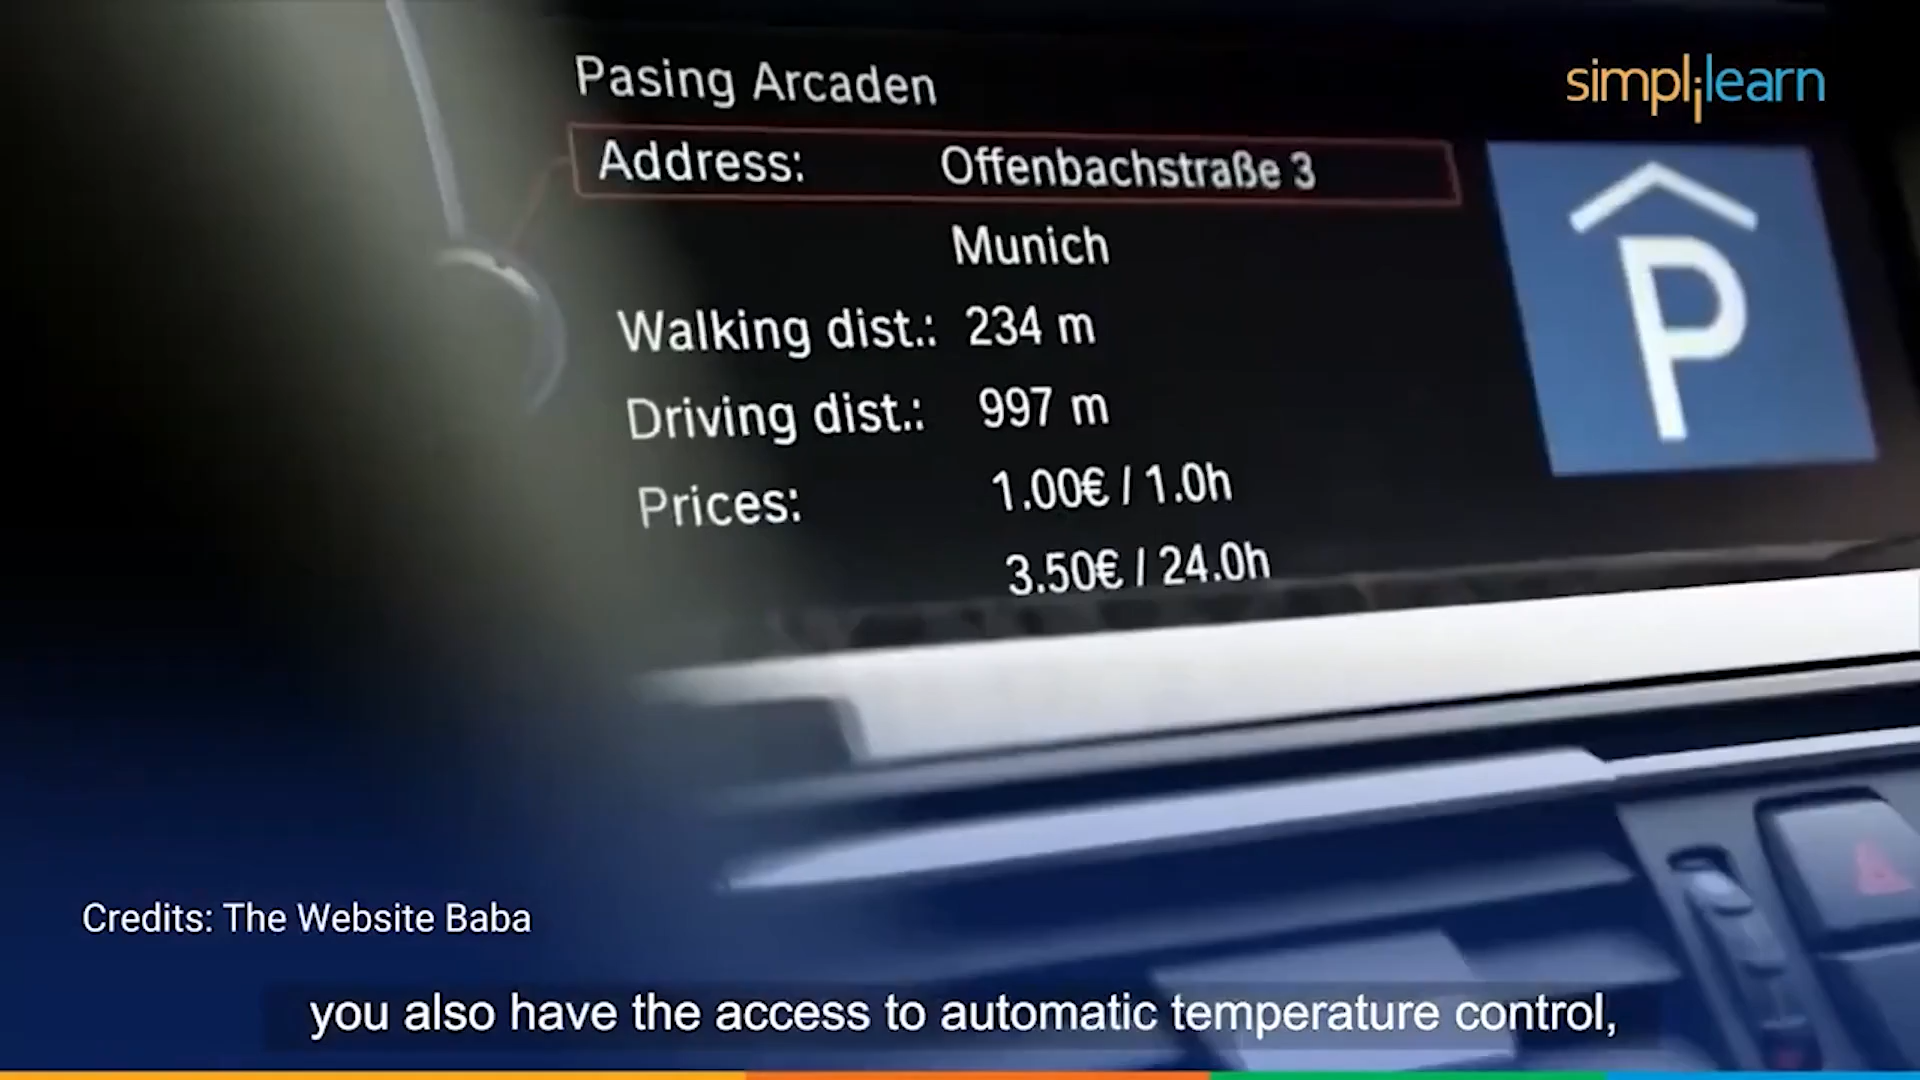 simplilearn
Pasing Arcaden
Address: Offenbachstraße 3
Munich
P
Walking dist.: 234 m
Driving dist.: 997 m
Prices: 1.00€ / 1.0h
3.50€ / 24.0h
Credits: The Website Baba
you also have the access to automatic temperature control,